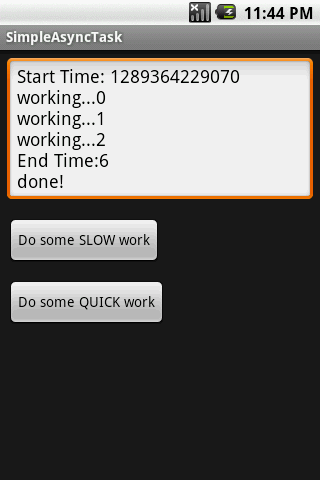 11:44 PM
SimpleAsyncTask
Start Time: 1289364229070
working...0
working...1
working...2
End Time:6
done!
Do some SLOW work
Do some QUICK work